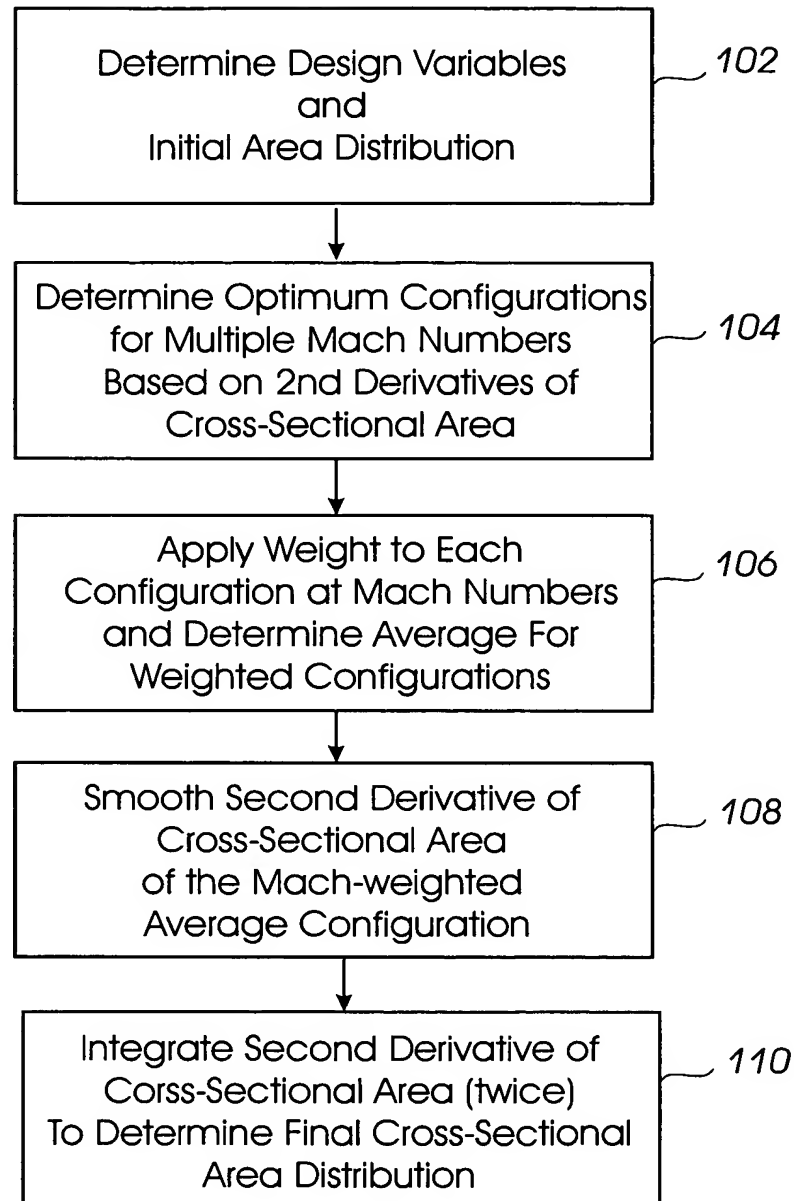 Determine Design Variables
and
Initial Area Distribution
102
Determine Optimum Configurations
for Multiple Mach Numbers
Based on 2nd Derivatives of
Cross-Sectional Area
104
Apply Weight to Each
Configuration at Mach Numbers
and Determine Average For
Weighted Configurations
106
Smooth Second Derivative of
Cross-Sectional Area
of the Mach-weighted
Average Configuration
108
Integrate Second Derivative of
Corss-Sectional Area (twice)
To Determine Final Cross-Sectional
Area Distribution
110